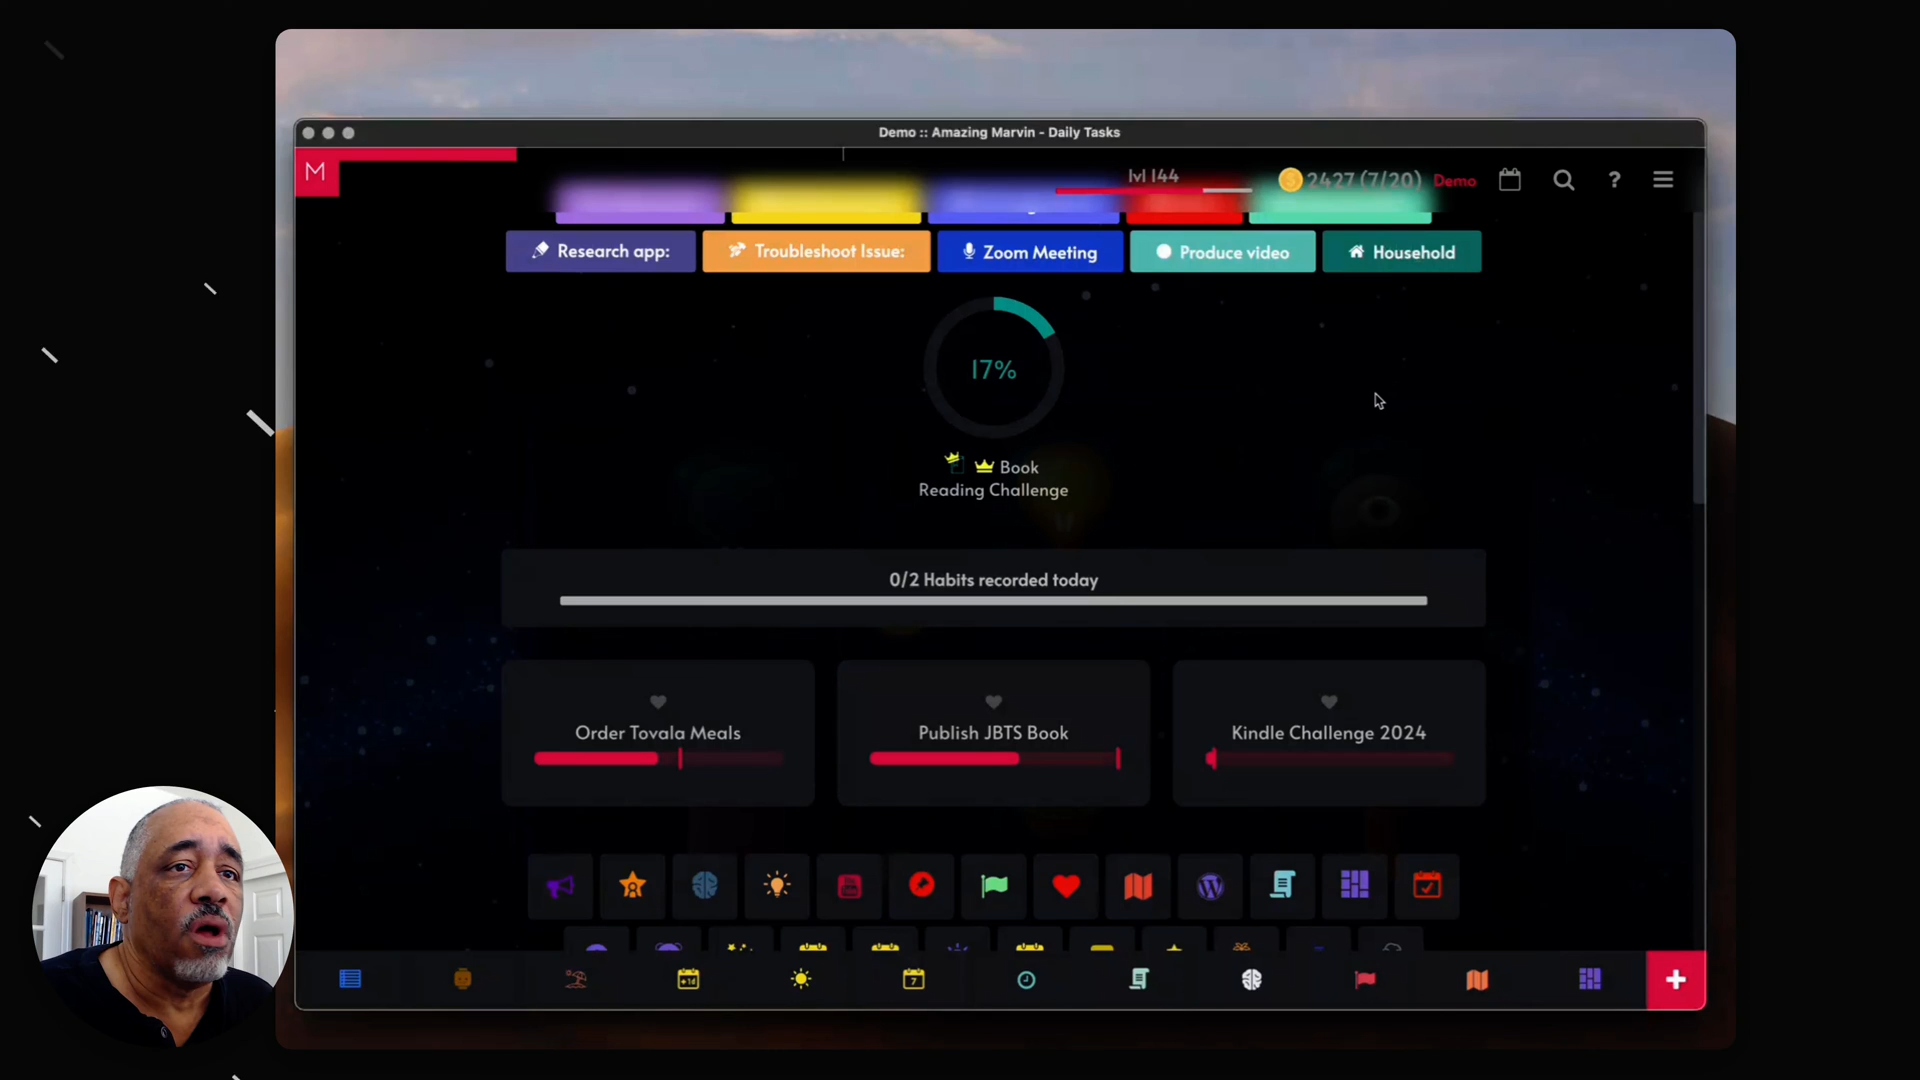 Demo :: Amazing Marvin - Daily Tasks
M
lvl 144
2427 (7/20)
Demo
?
Research app:
Troubleshoot Issue:
Zoom Meeting
Produce video
Household
17%
Book
Reading Challenge
0/2 Habits recorded today
Order Tovala Meals
Publish JBTS Book
Kindle Challenge 2024
+1d
7
+